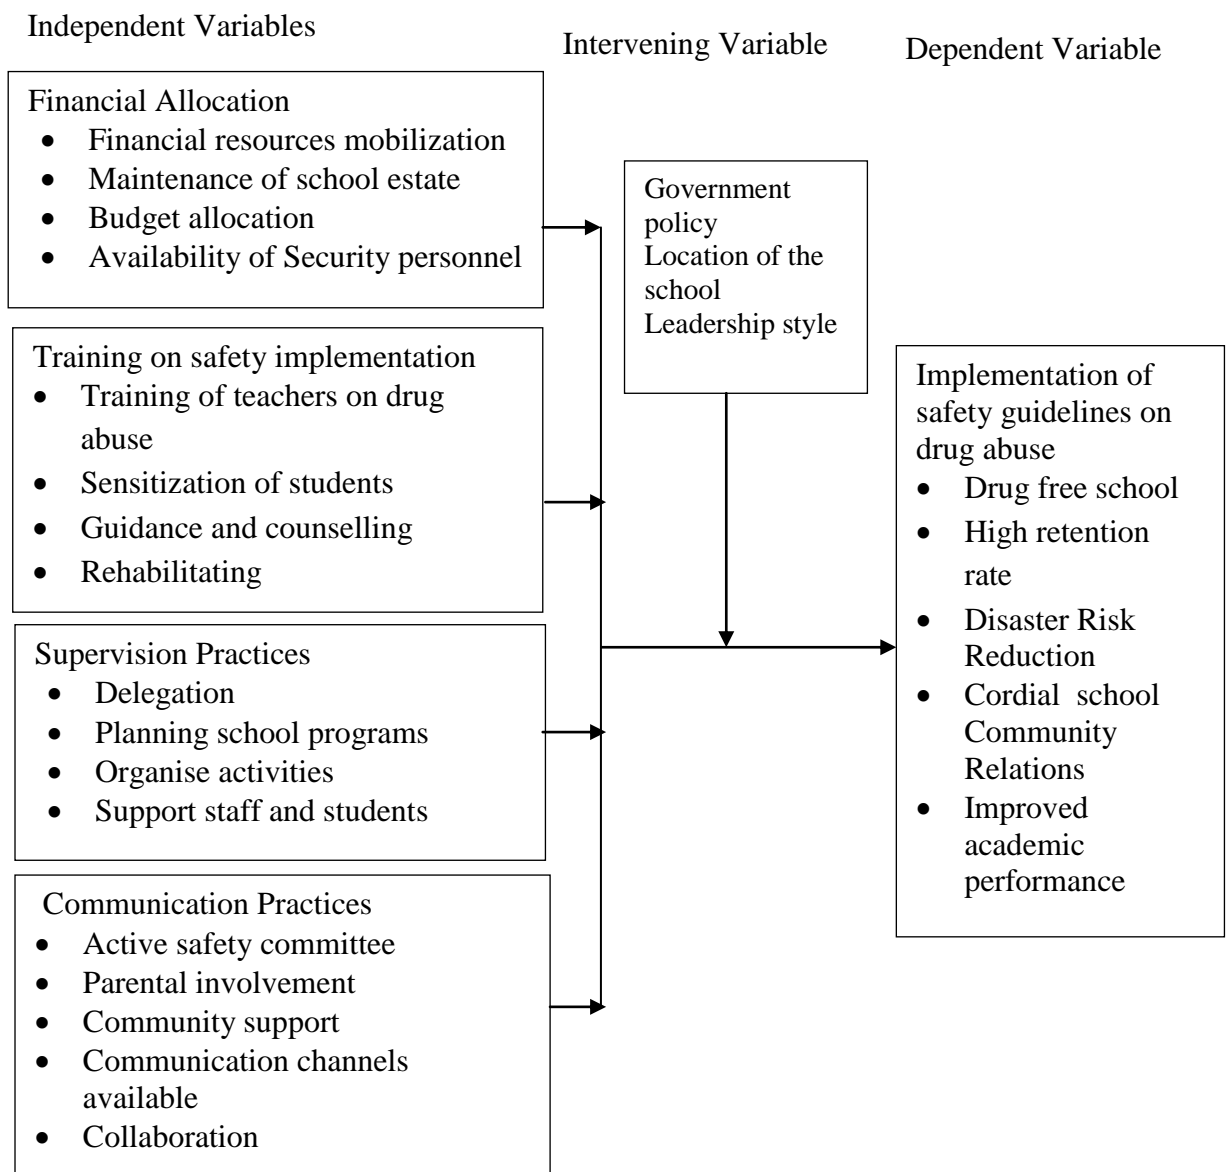 Independent Variables
Intervening Variable
Dependent Variable
Financial Allocation
• Financial resources mobilization
• Maintenance of school estate
• Budget allocation
• Availability of Security personnel
Training on safety implementation
• Training of teachers on drug
abuse
• Sensitization of students
• Guidance and counselling
• Rehabilitating
Supervision Practices
• Delegation
• Planning school programs
• Organise activities
• Support staff and students
Communication Practices
• Active safety committee
• Parental involvement
• Community support
• Communication channels
available
• Collaboration
Government
policy
Location of the
school
Leadership style
Implementation of
safety guidelines on
drug abuse
• Drug free school
• High retention
rate
• Disaster Risk
Reduction
• Cordial school
Community
Relations
• Improved
academic
performance